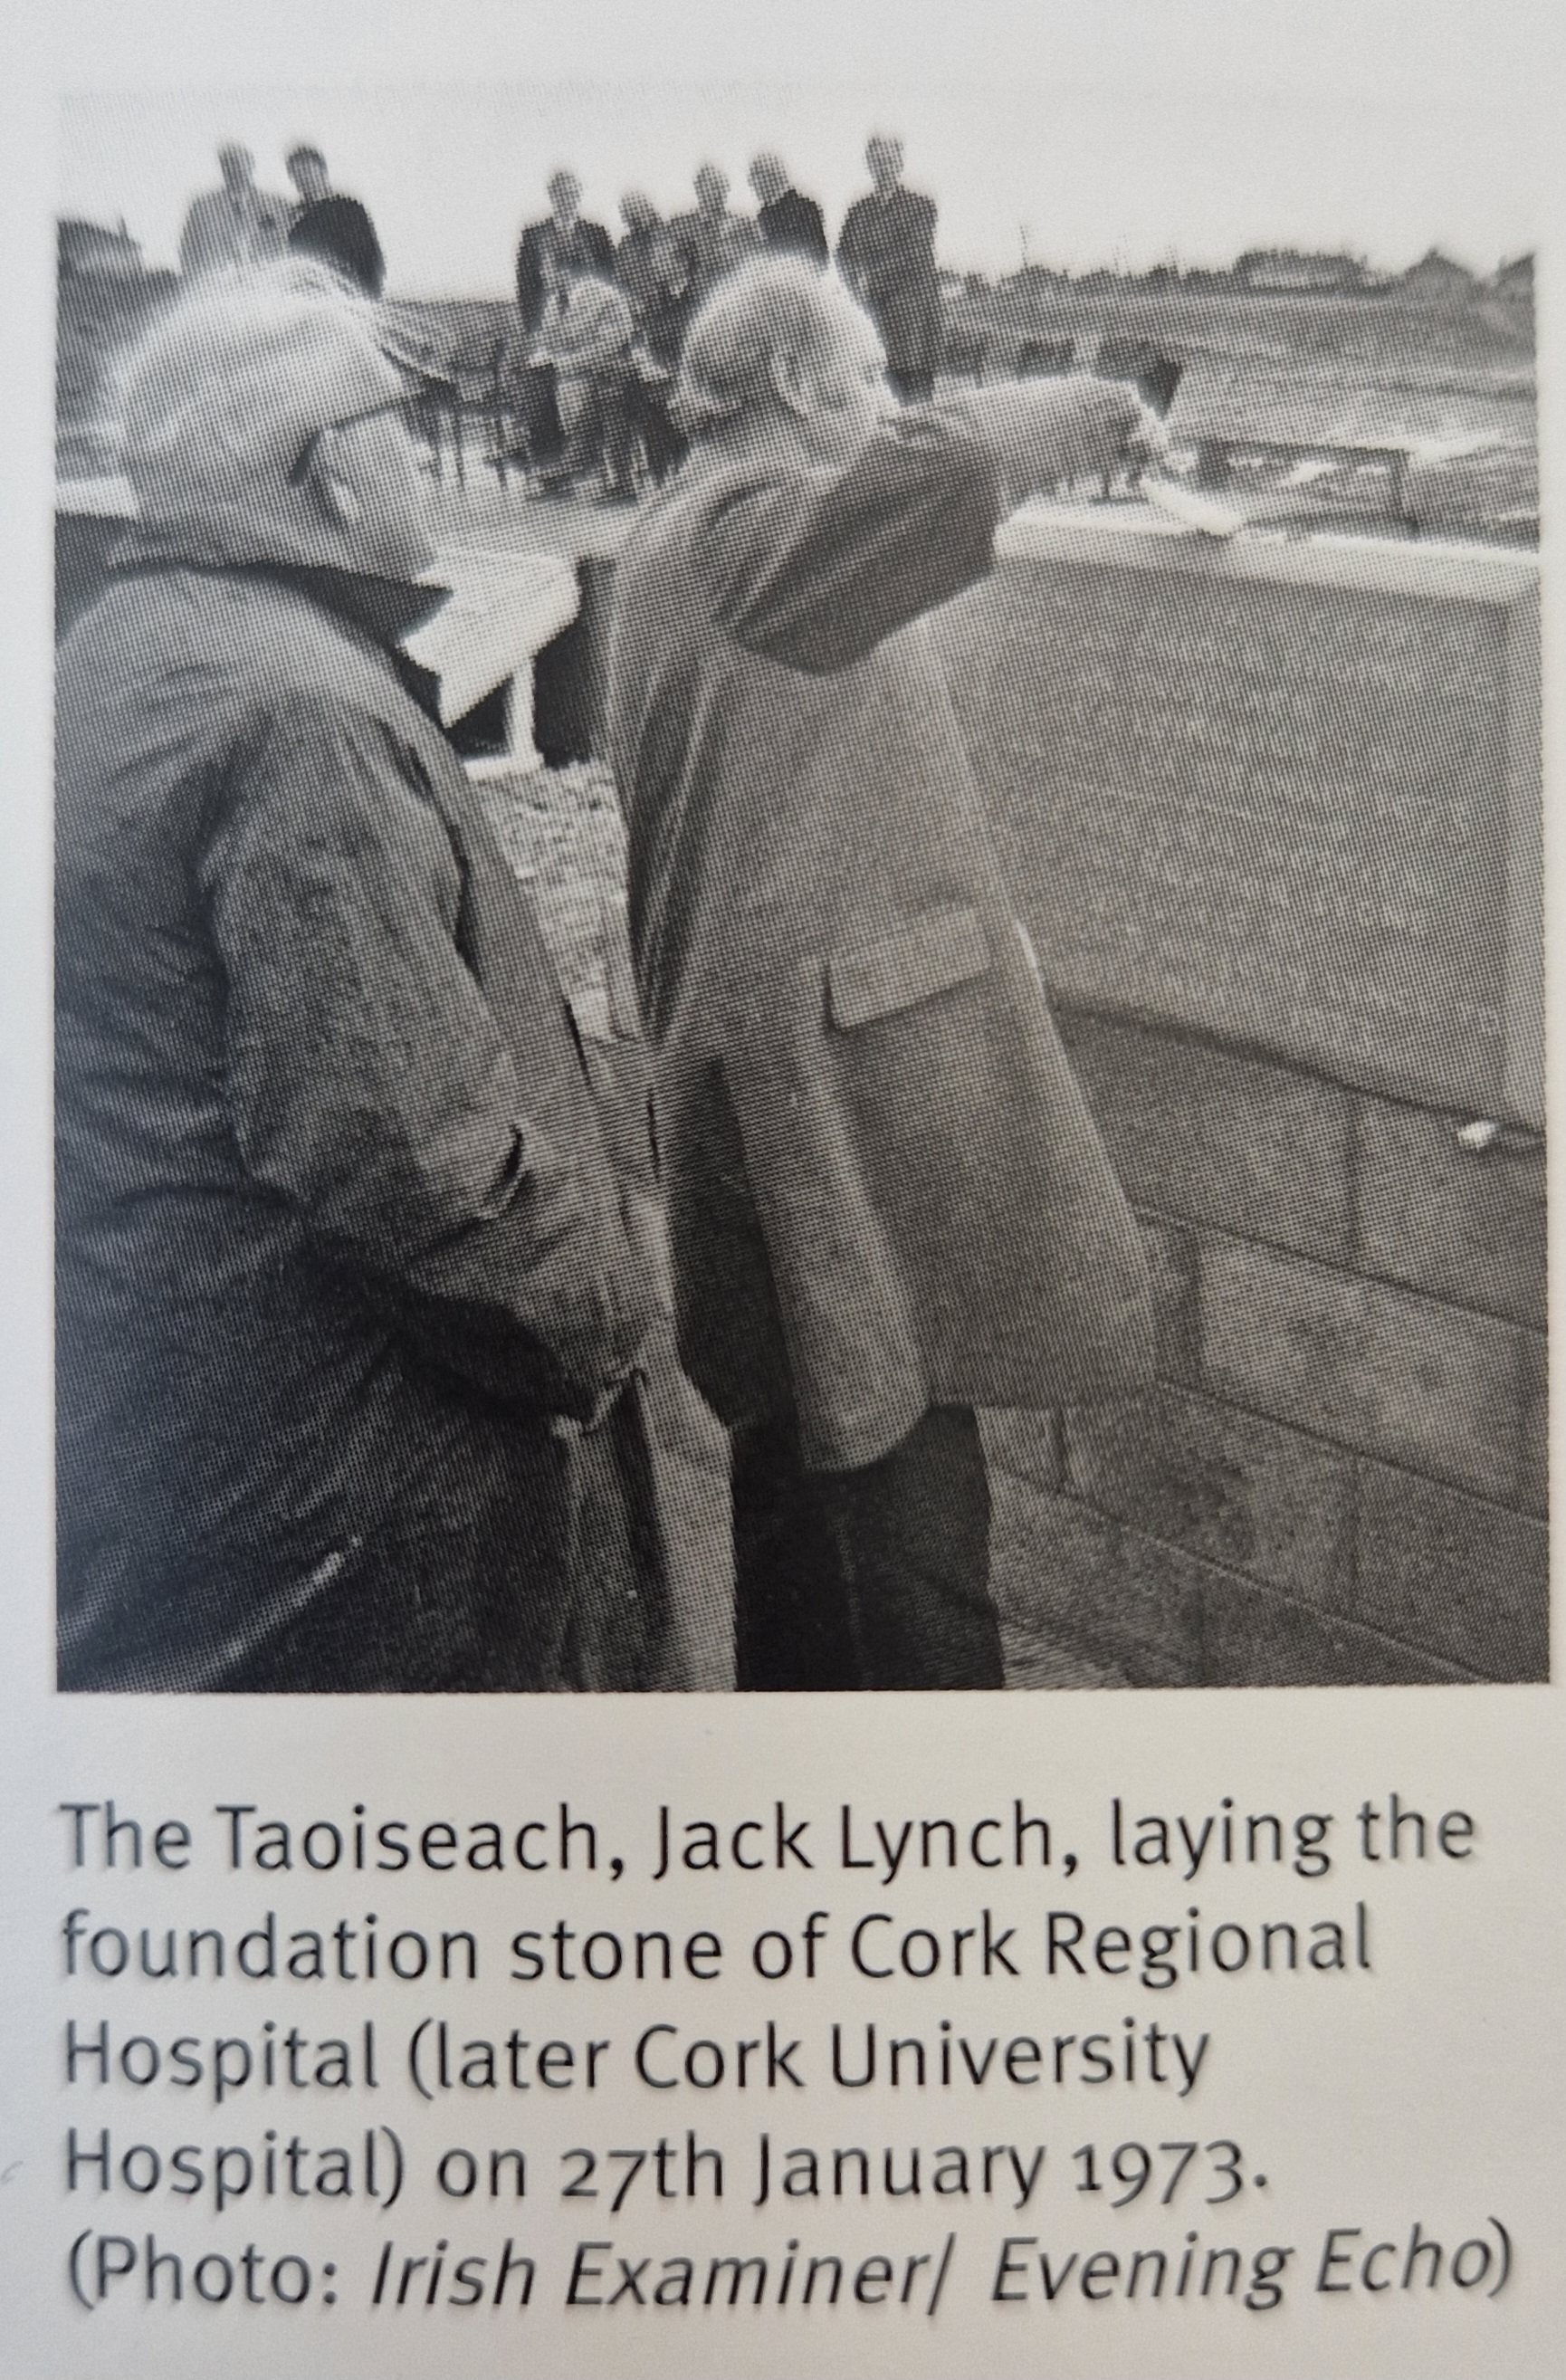 The Taoiseach, Jack Lynch, laying the
foundation stone of Cork Regional
Hospital (later Cork University
Hospital) on 27th January 1973.
(Photo: Irish Examiner/ Evening Echo)